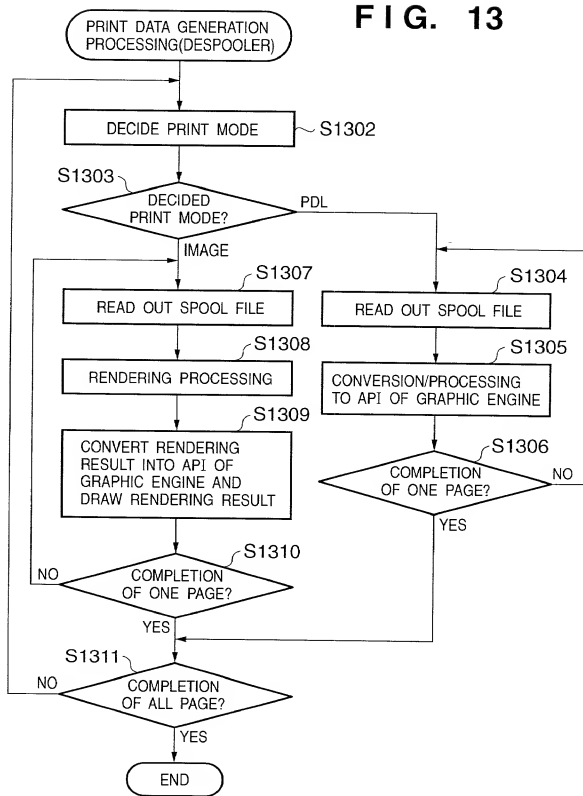 FIG. 13
PRINT DATA GENERATION
PROCESSING(DESPOOLER)
DECIDE PRINT MODE
S1302
S1303
DECIDED
PRINT MODE?
PDL
IMAGE
S1307
READ OUT SPOOL FILE
S1308
RENDERING PROCESSING
S1309
CONVERT RENDERING
RESULT INTO API OF
GRAPHIC ENGINE AND
DRAW RENDERING RESULT
S1310
COMPLETION
OF ONE PAGE?
NO
YES
S1304
READ OUT SPOOL FILE
S1305
CONVERSION/PROCESSING
TO API OF GRAPHIC ENGINE
S1306
COMPLETION
OF ONE PAGE?
NO
YES
S1311
COMPLETION
OF ALL PAGE?
NO
YES
END